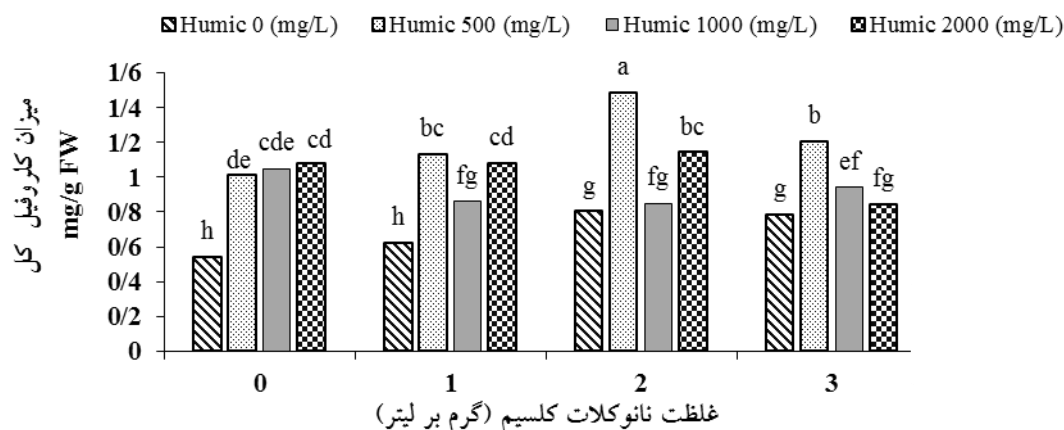 Humic 0 (mg/L) Humic 500 (mg/L) Humic 1000 (mg/L) Humic 2000 (mg/L)
میزان کلروفیل کل
mg/g FW
1/6
1/4
1/2
1
0/8
0/6
0/4
0/2
0
h de cde cd
h bc fg cd
g a fg bc
g b ef fg
0 1 2 3
غلظت نانوکلات کلسیم (گرم بر لیتر)